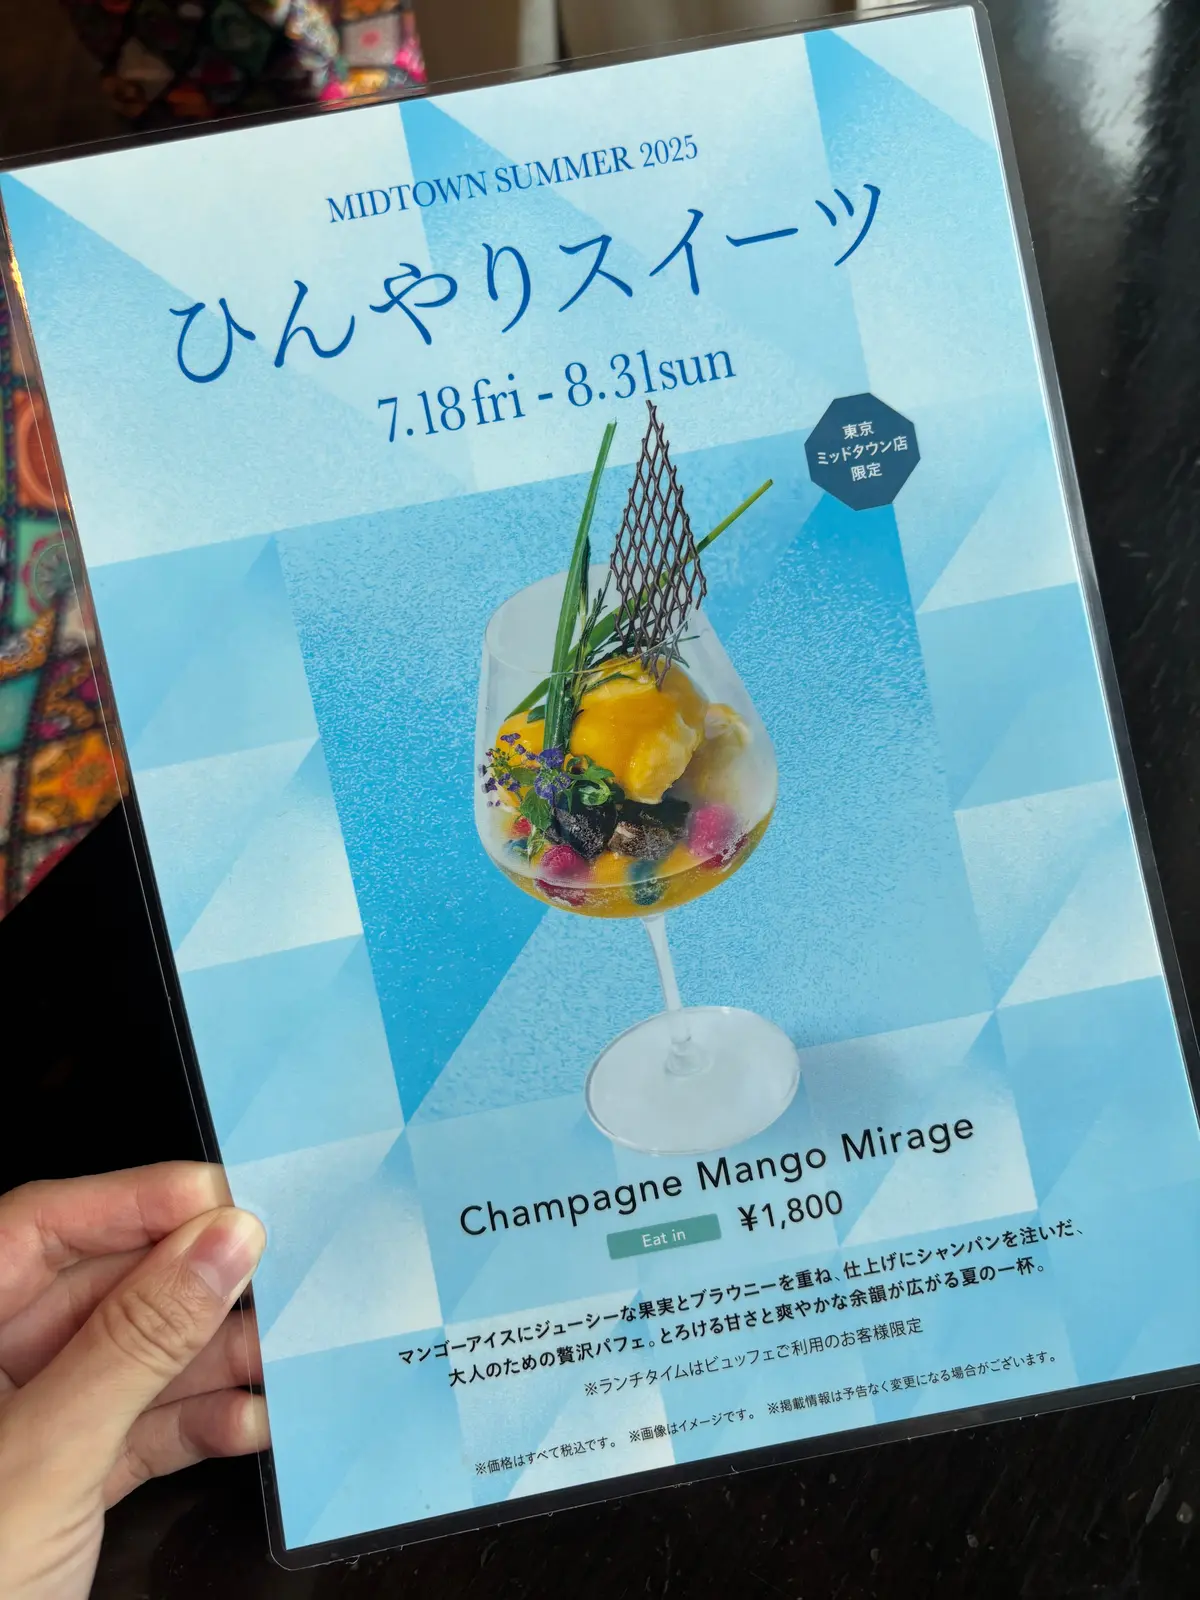 MIDTOWN SUMMER 2025
ひんやりスイーツ
7.18 fri - 8.31 sun
東京
ミッドタウン店
限定
Champagne Mango Mirage
Eat in ¥1,800
マンゴーアイスにジューシーな果実とブラウニーを重ね、仕上げにシャンパンを注いだ、
大人のための贅沢パフェ。とろける甘さと爽やかな余韻が広がる夏の一杯。
※ランチタイムはビュッフェご利用のお客様限定
※価格はすべて税込です。 ※画像はイメージです。 ※掲載情報は予告なく変更になる場合がございます。